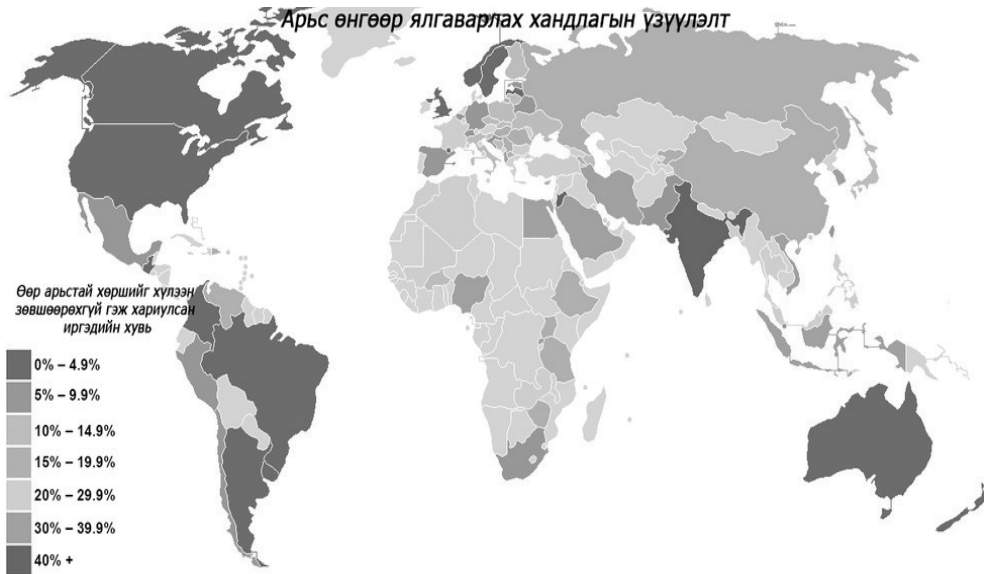 Арьс өнгөөр ялгаварлах хандлагын үзүүлэлт
Өөр арьстай хөршийг хүлээн
зөвшөөрөхгүй гэж хариулсан
иргэдийн хувь
0% – 4.9%
5% – 9.9%
10% – 14.9%
15% – 19.9%
20% – 29.9%
30% – 39.9%
40% +